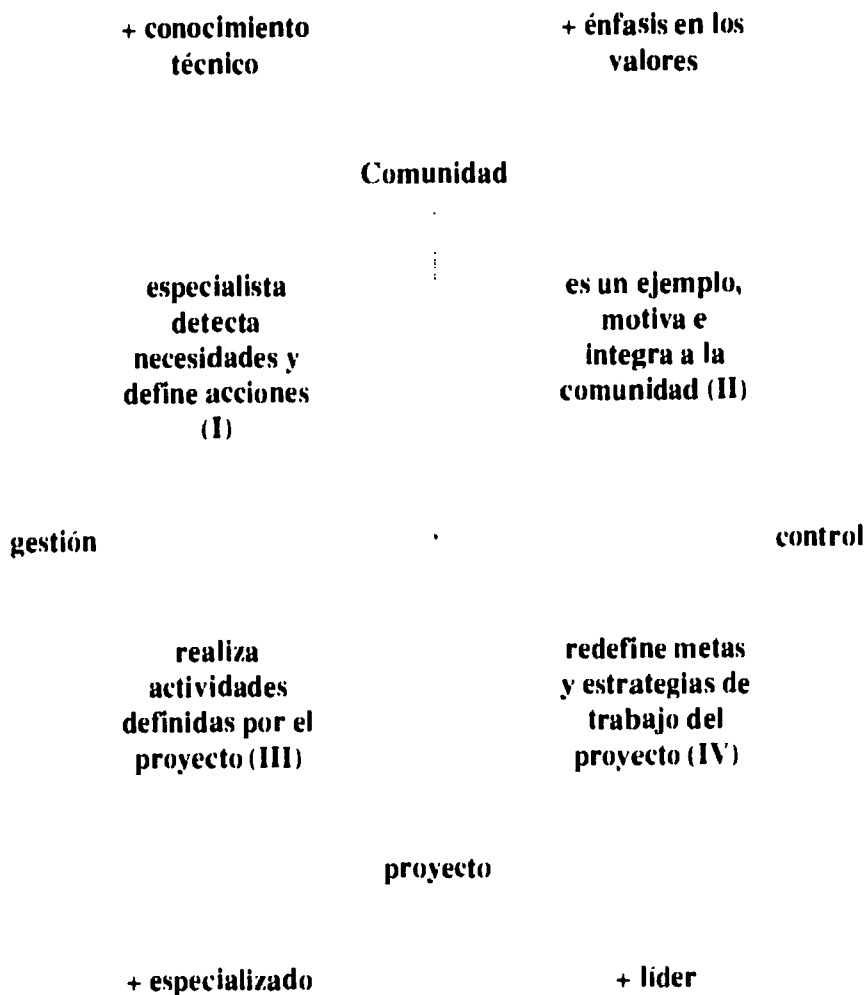 + conocimiento
técnico
+ énfasis en los
valores
Comunidad
especialista
detecta
necesidades y
define acciones
(I)
es un ejemplo,
motiva e
integra a la
comunidad (II)
gestión
control
realiza
actividades
definidas por el
proyecto (III)
redefine metas
y estrategias de
trabajo del
proyecto (IV)
proyecto
+ especializado
+ líder